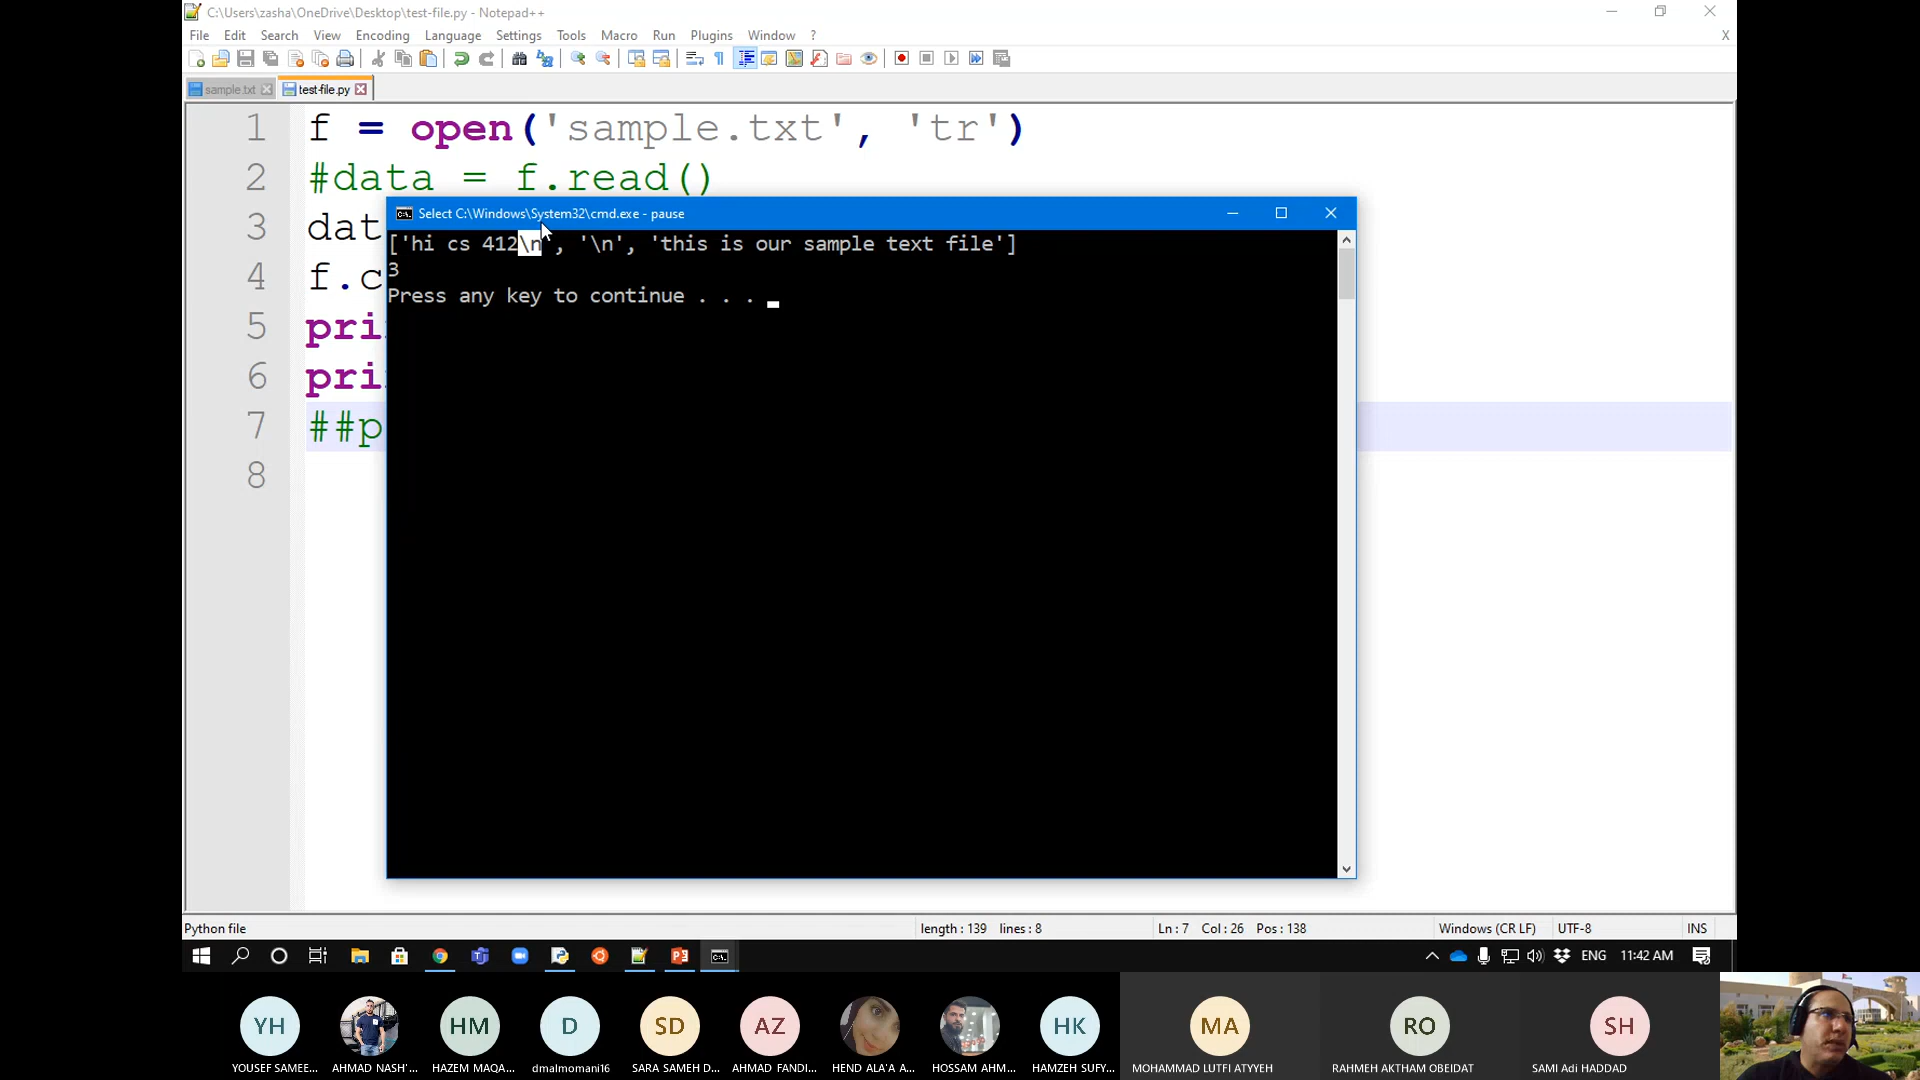 C:\Users\zasha\OneDrive\Desktop\test-file.py - Notepad++
File Edit Search View Encoding Language Settings Tools Macro Run Plugins Window ? X
sample.txt test-file.py
1 f = open('sample.txt', 'tr')
2 #data = f.read()
3 dat
4 f.c
5 pri
6 pri
7 ##p
8
Select C:\Windows\System32\cmd.exe - pause
['hi cs 412\n', '\n', 'this is our sample text file']
3
Press any key to continue . . .
Python file length : 139 lines : 8 Ln : 7 Col : 26 Pos : 138 Windows (CR LF) UTF-8 INS
ENG 11:42 AM
YH HM D SD AZ HK MA RO SH
YOUSEF SAMEE... AHMAD NASH'... HAZEM MAQA... dmalmomani16 SARA SAMEH D... AHMAD FANDI... HEND ALA'A A... HOSSAM AHM... HAMZEH SUFY... MOHAMMAD LUTFI ATYYEH RAHMEH AKTHAM OBEIDAT SAMI Adi HADDAD